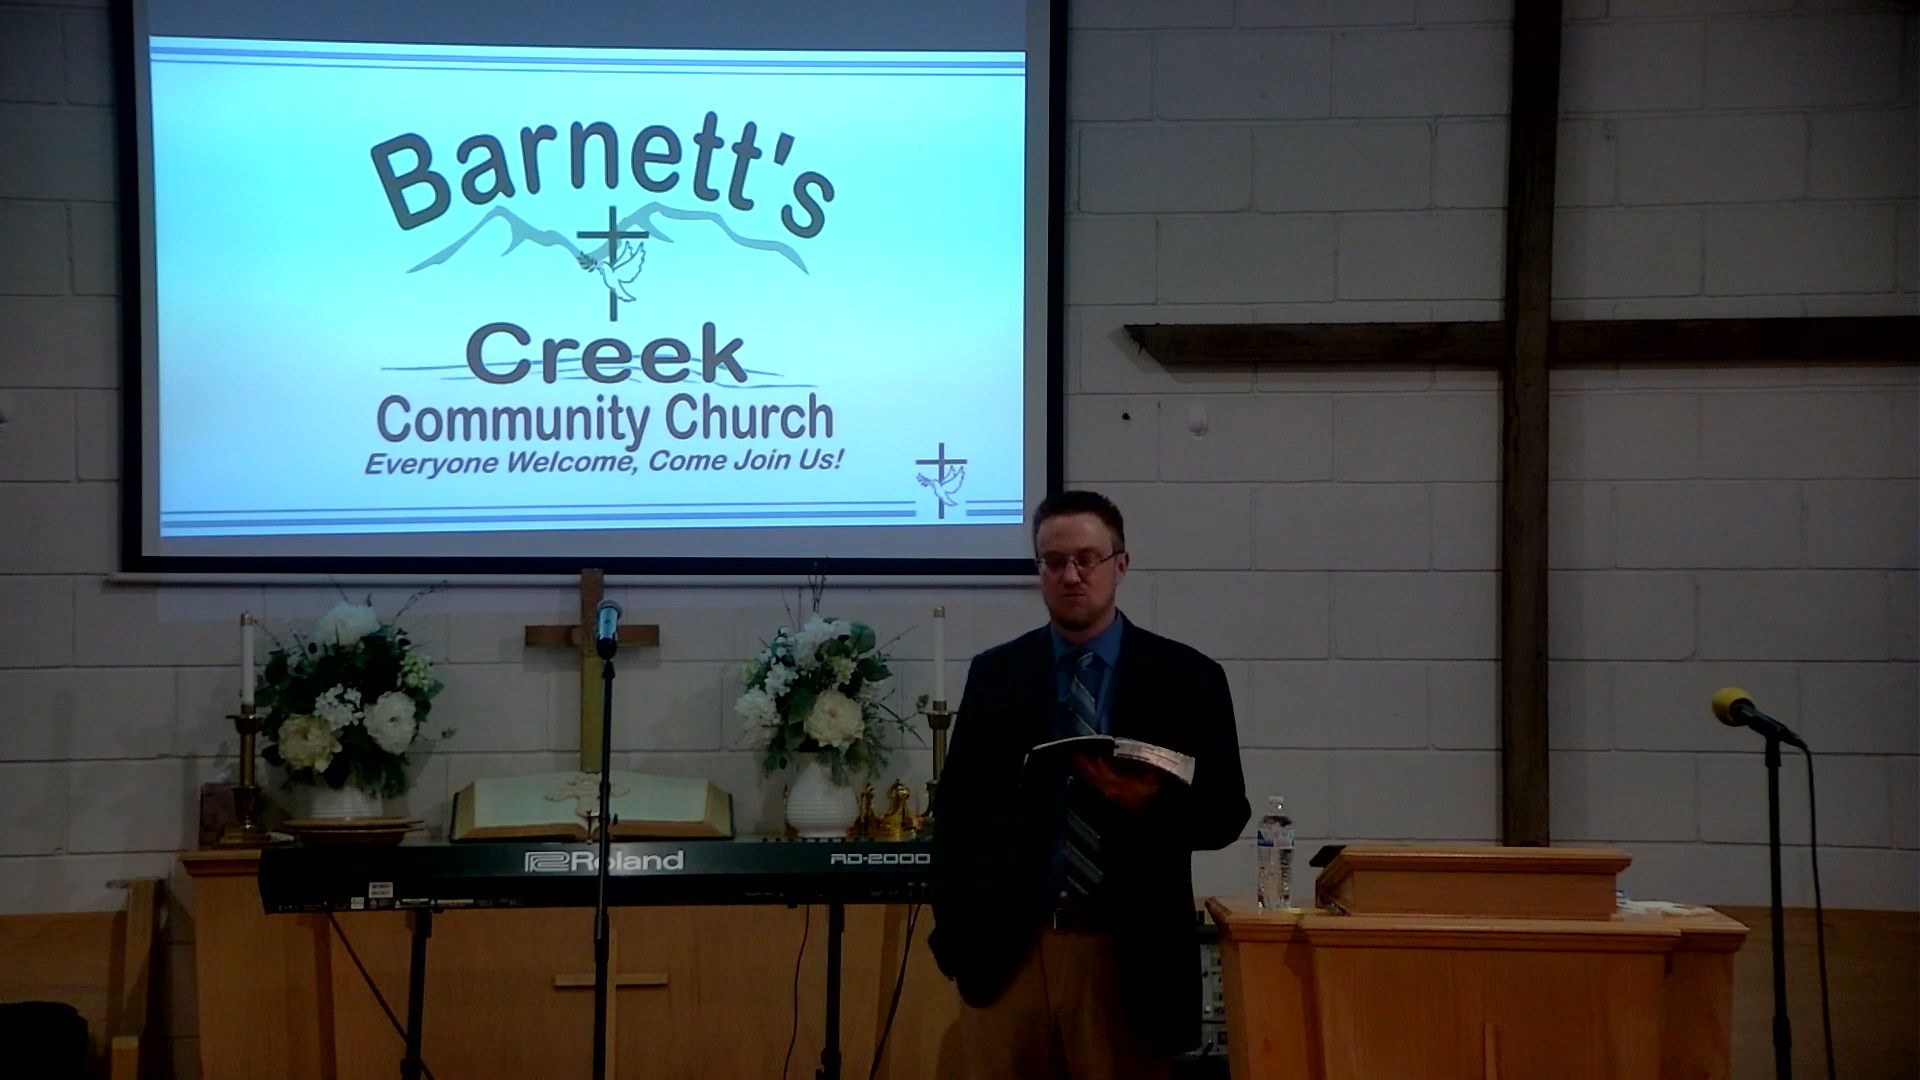 Barnett's
Creek
Community Church
Everyone Welcome, Come Join Us!
Roland
RD-2000